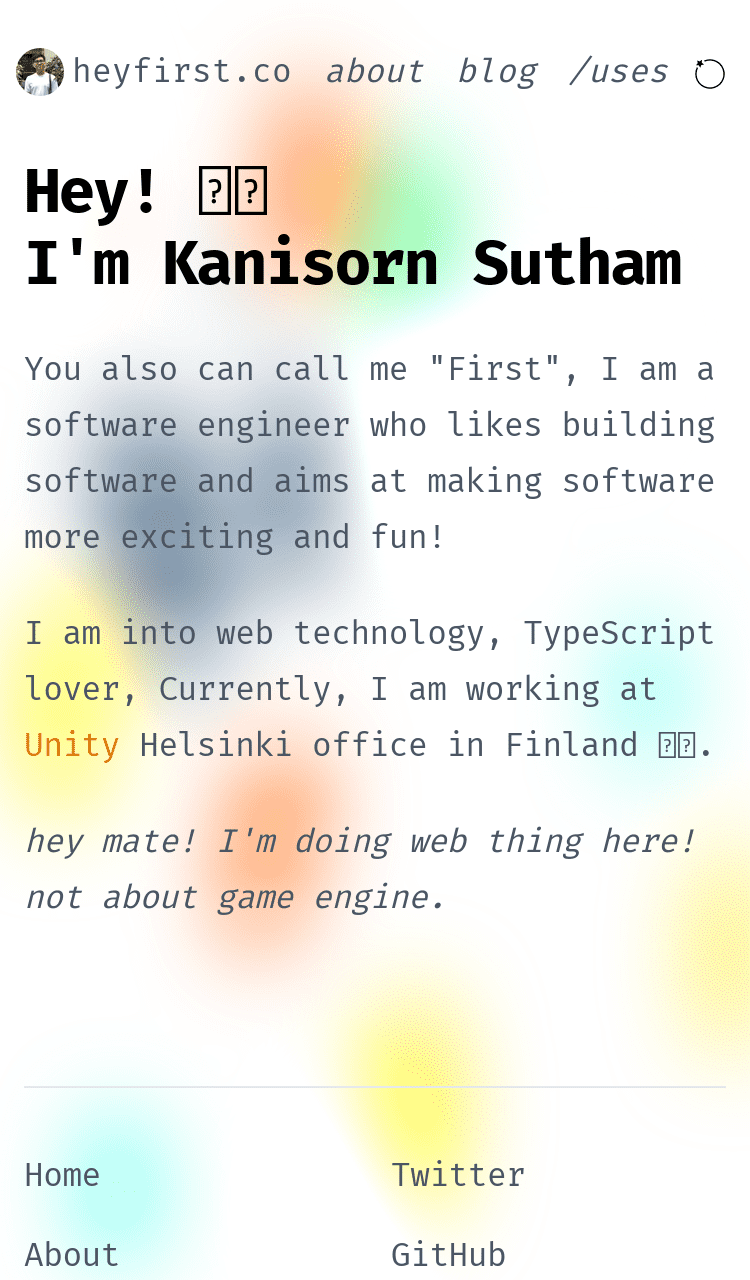 heyfirst.co about blog /uses
Hey!
I'm Kanisorn Sutham
You also can call me "First", I am a
software engineer who likes building
software and aims at making software
more exciting and fun!
I am into web technology, TypeScript
lover, Currently, I am working at
Unity Helsinki office in Finland .
hey mate! I'm doing web thing here!
not about game engine.
Home Twitter
About GitHub